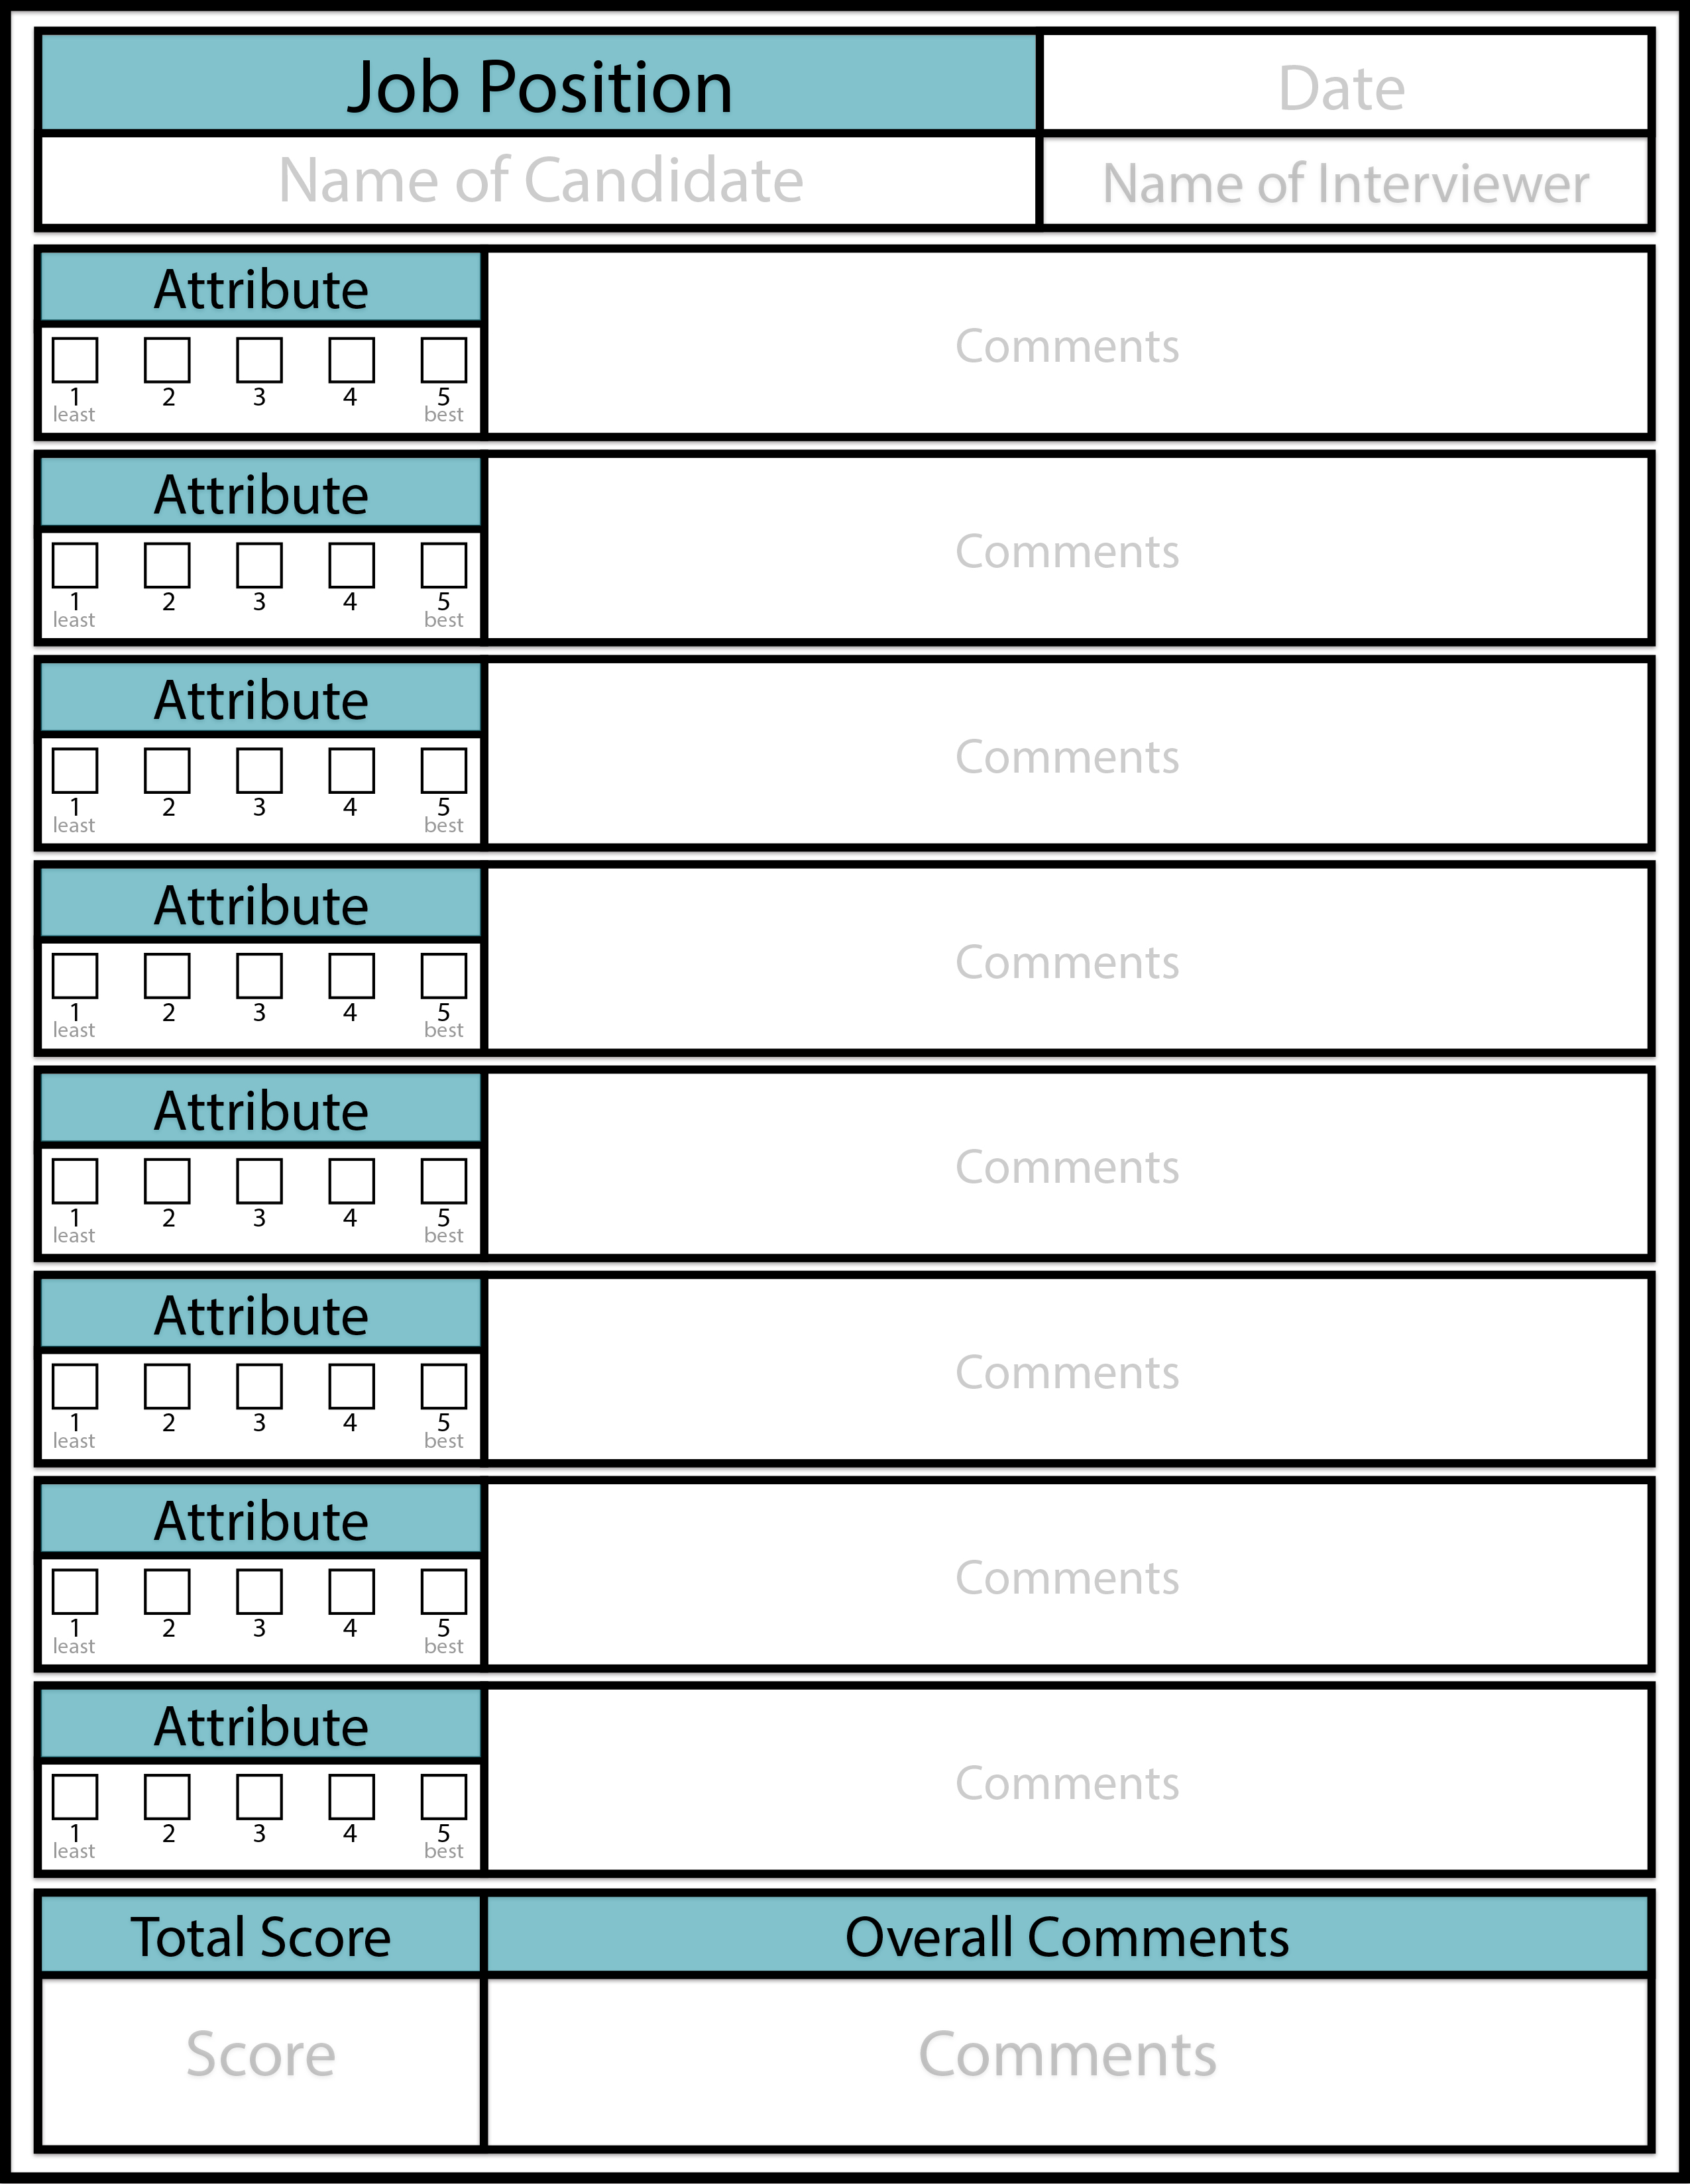 Job Position
Date
Name of Candidate
Name of Interviewer
Attribute
Comments
1 2 3 4 5
least best
Attribute
Comments
1 2 3 4 5
least best
Attribute
Comments
1 2 3 4 5
least best
Attribute
Comments
1 2 3 4 5
least best
Attribute
Comments
1 2 3 4 5
least best
Attribute
Comments
1 2 3 4 5
least best
Attribute
Comments
1 2 3 4 5
least best
Attribute
Comments
1 2 3 4 5
least best
Total Score
Overall Comments
Score
Comments